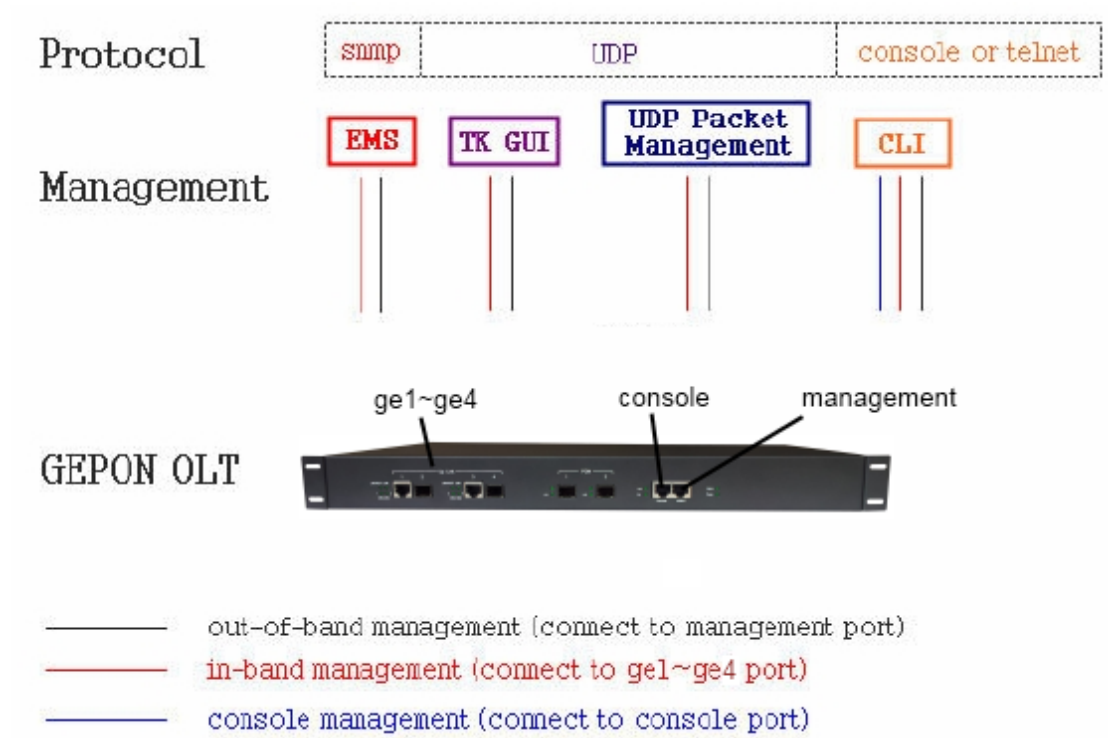 Protocol
snmp
UDP
console or telnet
EMS
TK GUI
UDP Packet
Management
CLI
Management
ge1~ge4
console
management
GEPON OLT
out-of-band management (connect to management port)
in-band management (connect to ge1~ge4 port)
console management (connect to console port)